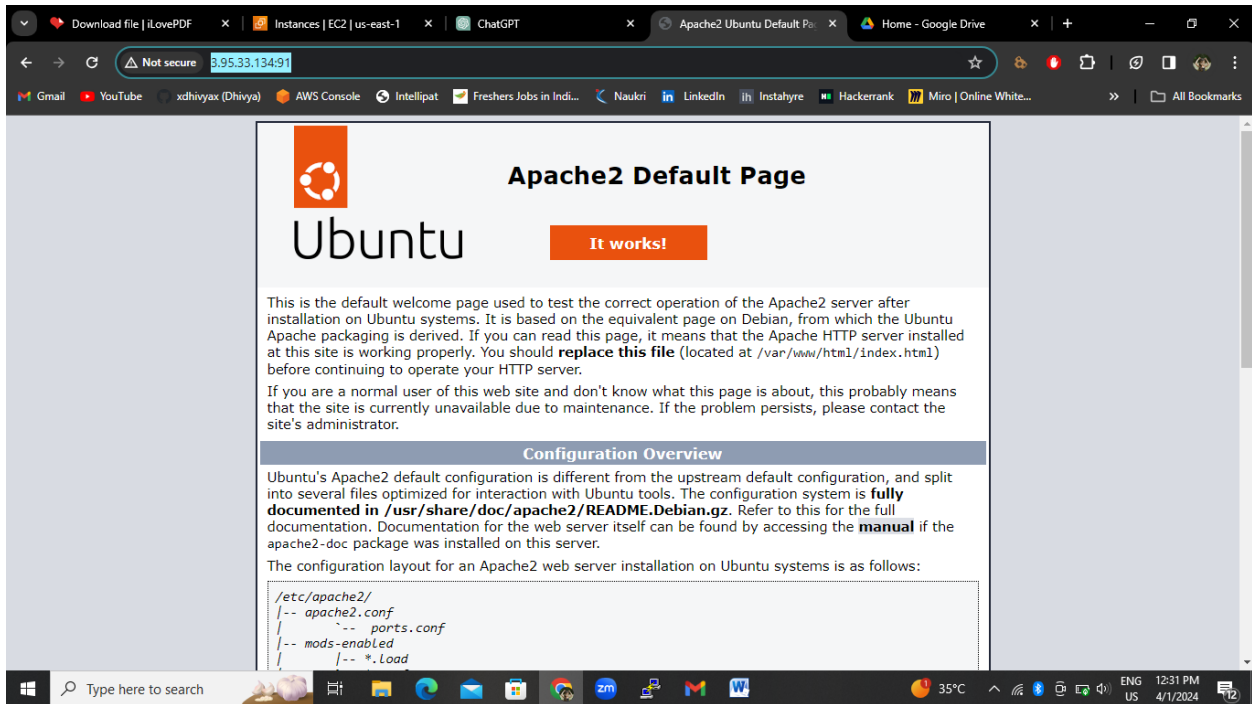 Download file | iLovePDF
Instances | EC2 | us-east-1
ChatGPT
Apache2 Ubuntu Default Pa
Home - Google Drive
Not secure 3.95.33.134:91
Gmail YouTube xdhivyax (Dhivya) AWS Console Intellipat Freshers Jobs in Indi... Naukri LinkedIn Instahyre Hackerrank Miro | Online White... » All Bookmarks
Apache2 Default Page
Ubuntu
It works!
This is the default welcome page used to test the correct operation of the Apache2 server after
installation on Ubuntu systems. It is based on the equivalent page on Debian, from which the Ubuntu
Apache packaging is derived. If you can read this page, it means that the Apache HTTP server installed
at this site is working properly. You should replace this file (located at /var/www/html/index.html)
before continuing to operate your HTTP server.
If you are a normal user of this web site and don't know what this page is about, this probably means
that the site is currently unavailable due to maintenance. If the problem persists, please contact the
site's administrator.
Configuration Overview
Ubuntu's Apache2 default configuration is different from the upstream default configuration, and split
into several files optimized for interaction with Ubuntu tools. The configuration system is fully
documented in /usr/share/doc/apache2/README.Debian.gz. Refer to this for the full
documentation. Documentation for the web server itself can be found by accessing the manual if the
apache2-doc package was installed on this server.
The configuration layout for an Apache2 web server installation on Ubuntu systems is as follows:
/etc/apache2/
|-- apache2.conf
|       `-- ports.conf
|-- mods-enabled
|       |-- *.load
Type here to search
35°C
ENG
US
12:31 PM
4/1/2024
12